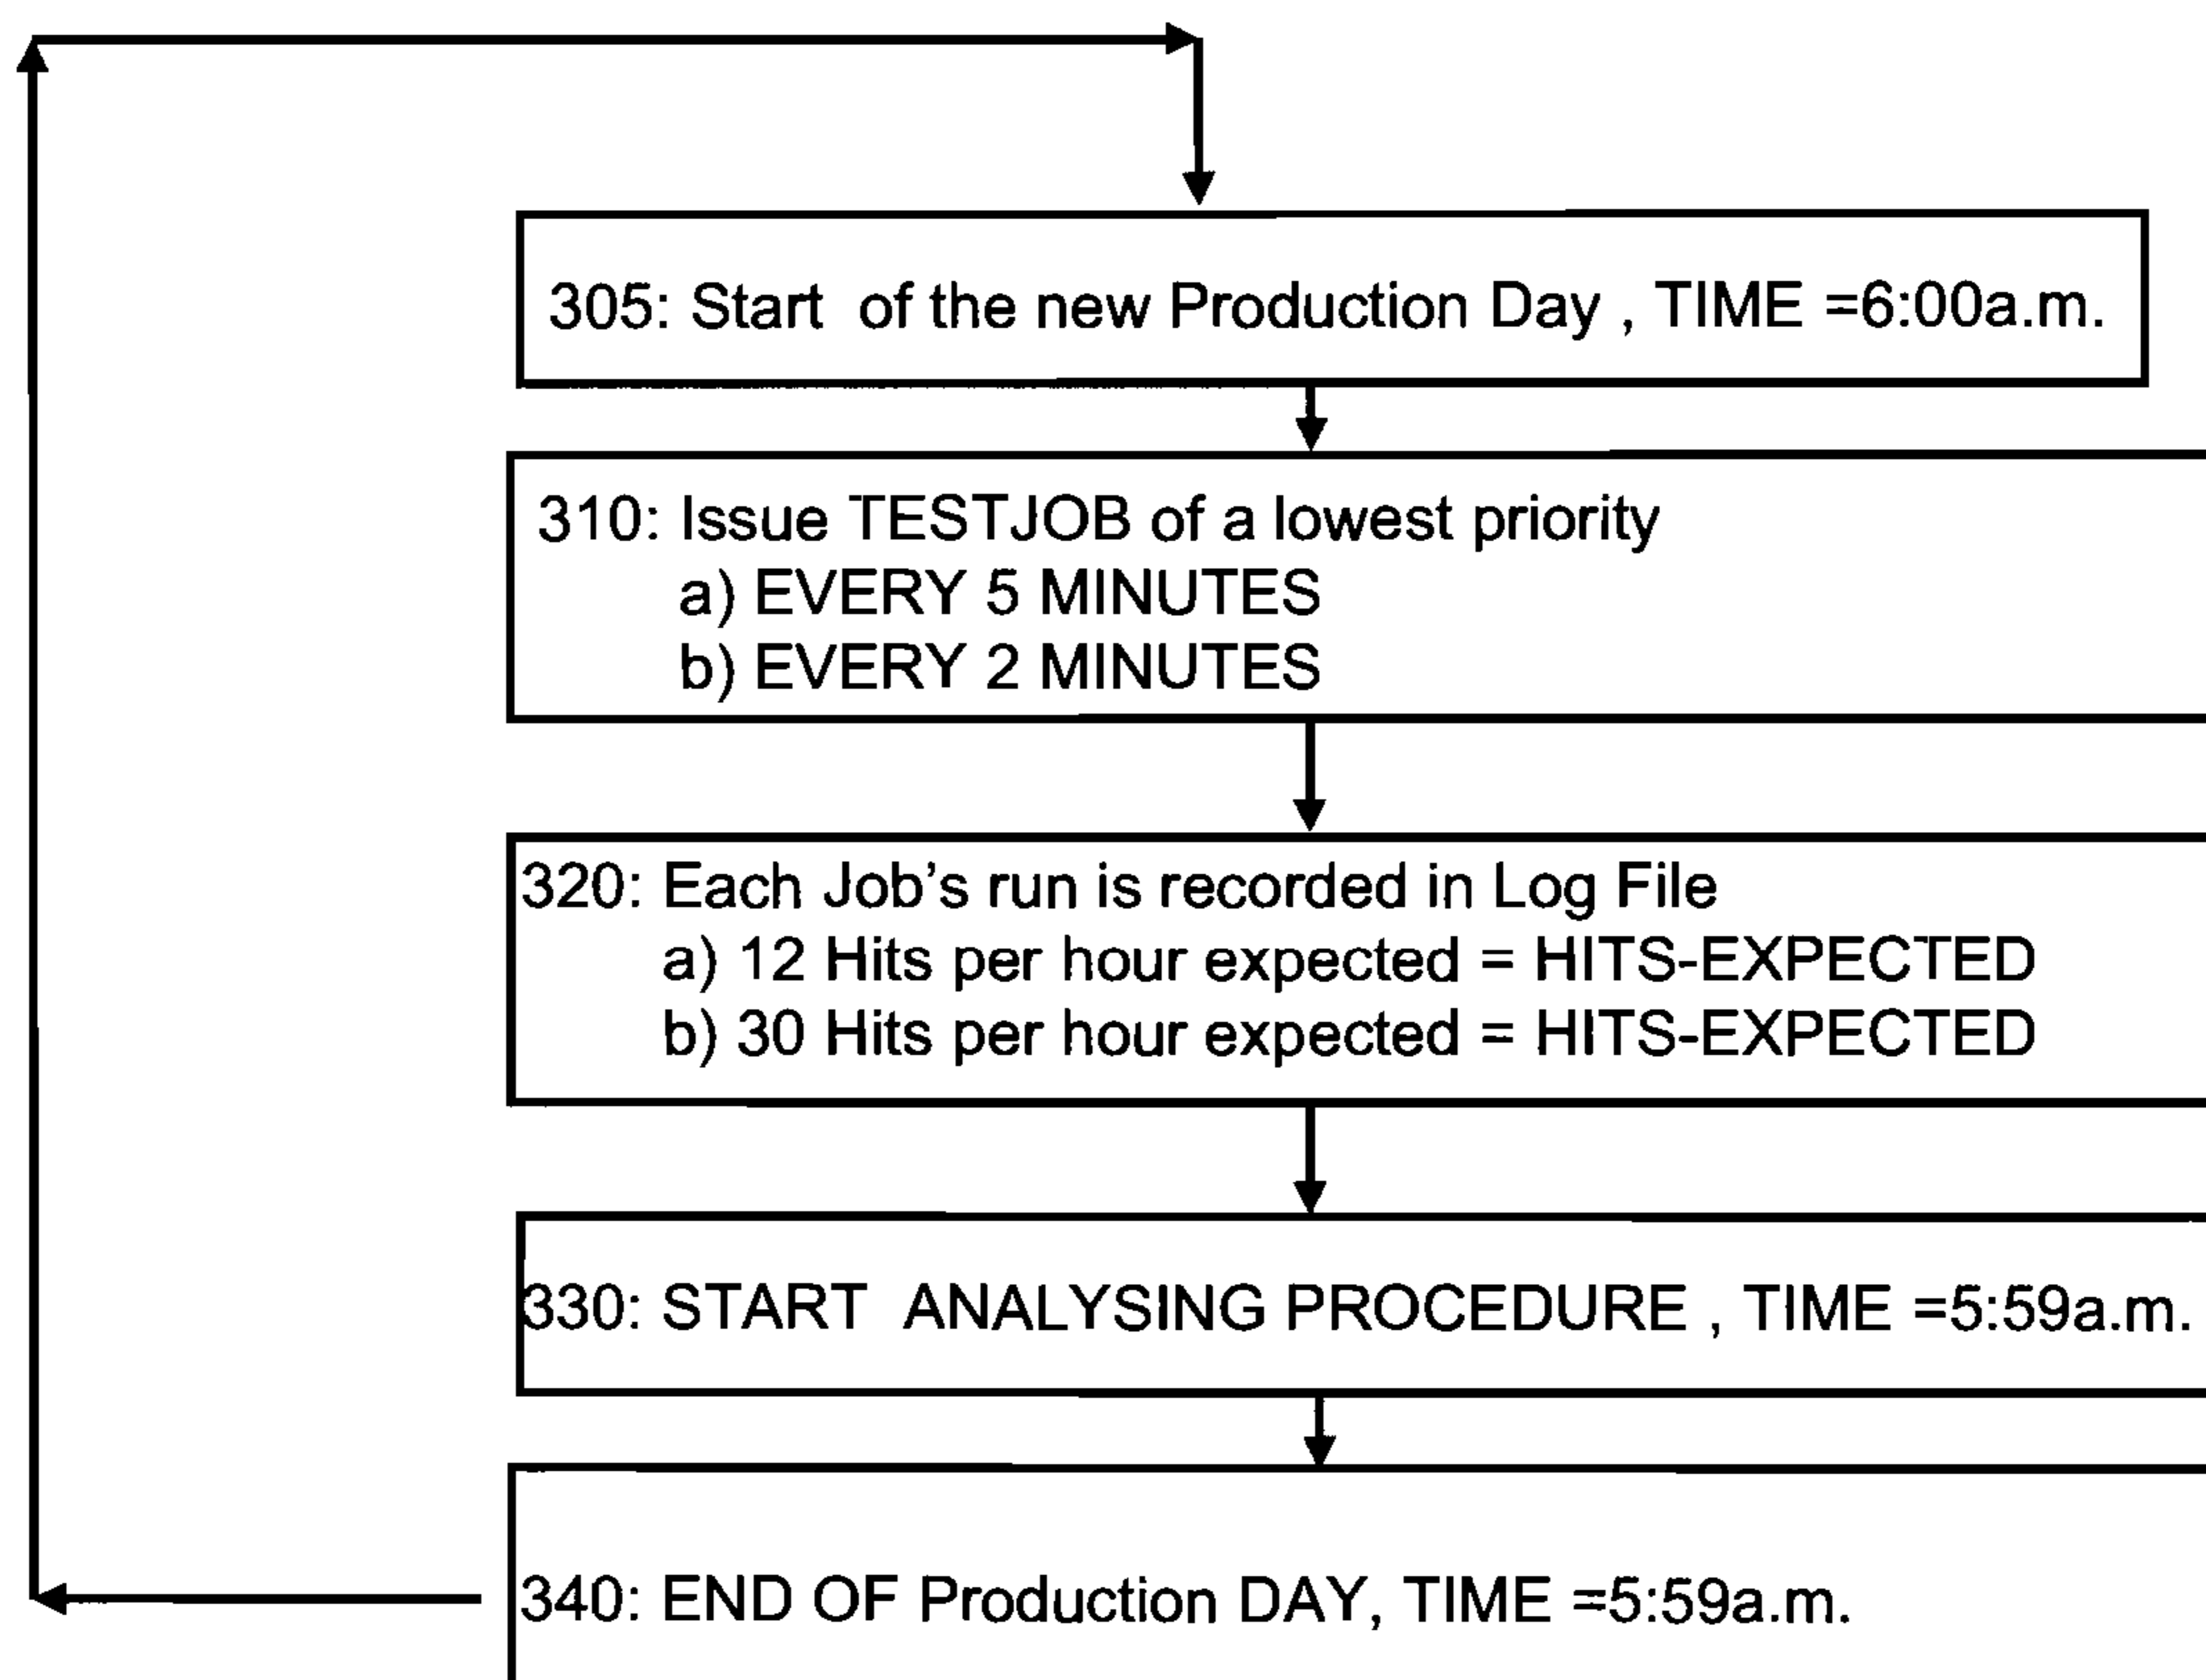 305: Start of the new Production Day , TIME =6:00a.m.
310: Issue TESTJOB of a lowest priority
a) EVERY 5 MINUTES
b) EVERY 2 MINUTES
320: Each Job’s run is recorded in Log File
a) 12 Hits per hour expected = HITS-EXPECTED
b) 30 Hits per hour expected = HITS-EXPECTED
330: START ANALYSING PROCEDURE , TIME =5:59a.m.
340: END OF Production DAY, TIME =5:59a.m.